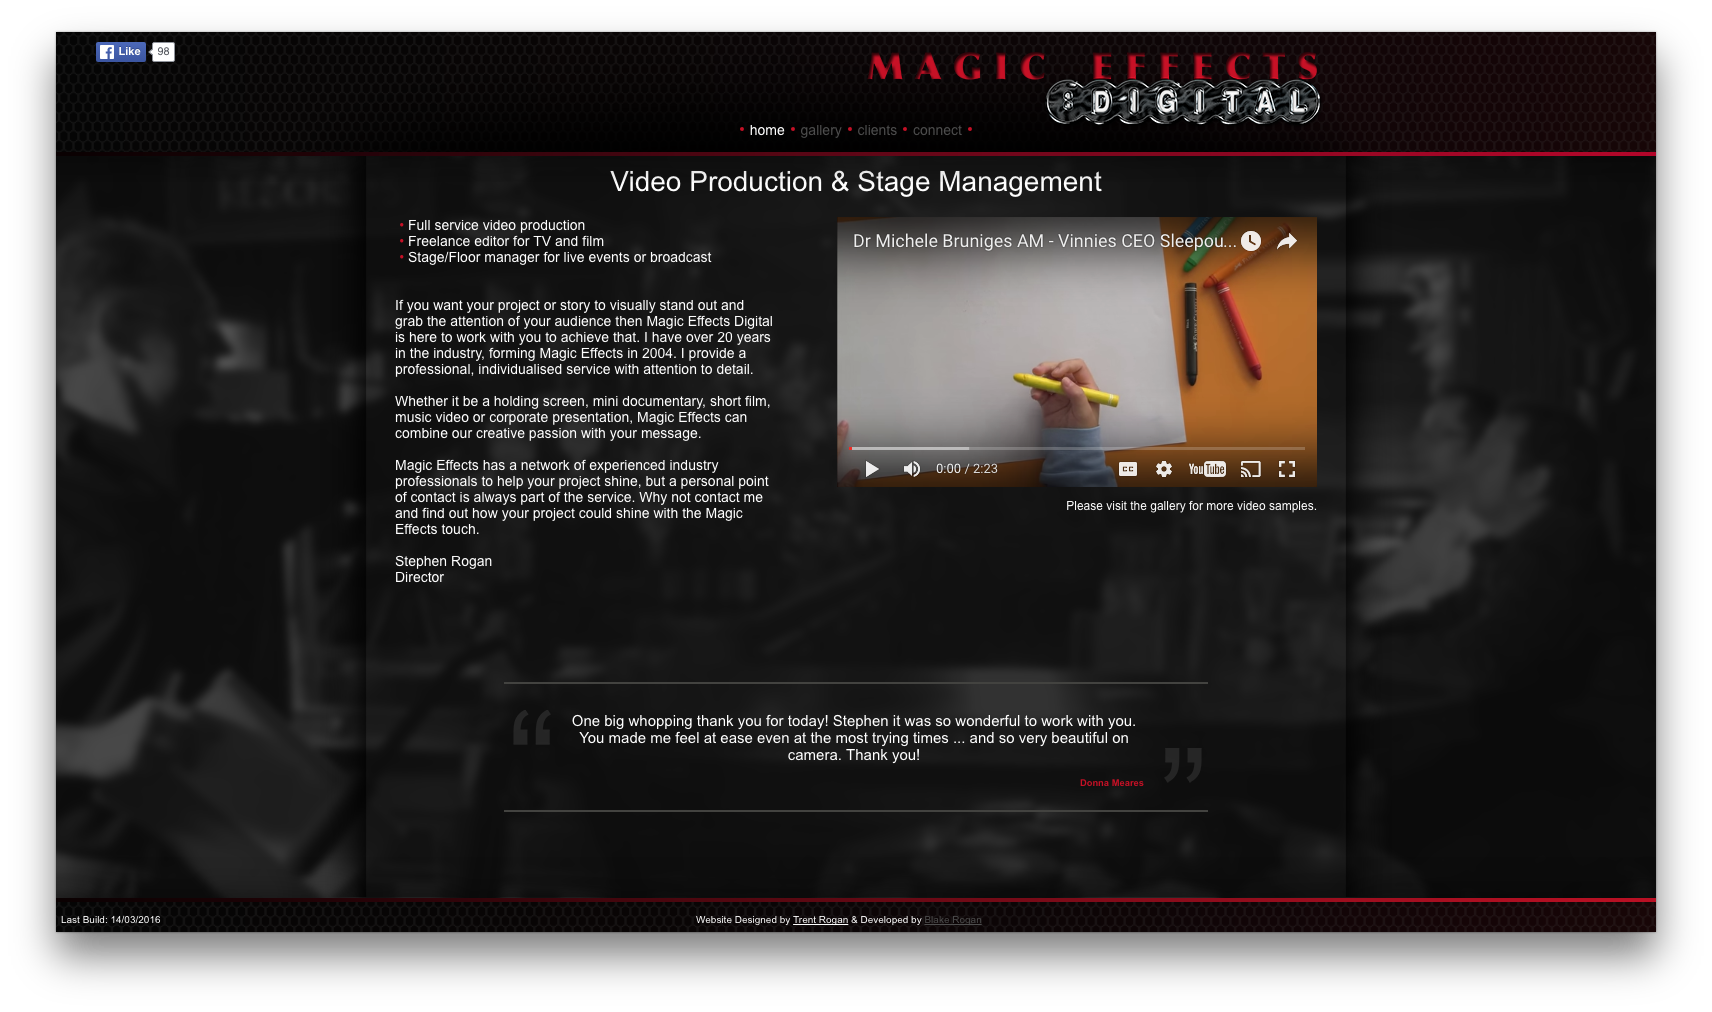 Like 98
MAGIC EFFECTS
:DIGITAL
• home • gallery • clients • connect •
Video Production & Stage Management
• Full service video production
• Freelance editor for TV and film
• Stage/Floor manager for live events or broadcast
If you want your project or story to visually stand out and
grab the attention of your audience then Magic Effects Digital
is here to work with you to achieve that. I have over 20 years
in the industry, forming Magic Effects in 2004. I provide a
professional, individualised service with attention to detail.
Whether it be a holding screen, mini documentary, short film,
music video or corporate presentation, Magic Effects can
combine our creative passion with your message.
Magic Effects has a network of experienced industry
professionals to help your project shine, but a personal point
of contact is always part of the service. Why not contact me
and find out how your project could shine with the Magic
Effects touch.
Stephen Rogan
Director
Dr Michele Bruniges AM - Vinnies CEO Sleepou...
0:00 / 2:23
CC
YouTube
Please visit the gallery for more video samples.
“ One big whopping thank you for today! Stephen it was so wonderful to work with you.
You made me feel at ease even at the most trying times ... and so very beautiful on
camera. Thank you! ”
Donna Meares
Last Build: 14/03/2016
Website Designed by Trent Rogan & Developed by Blake Rogan